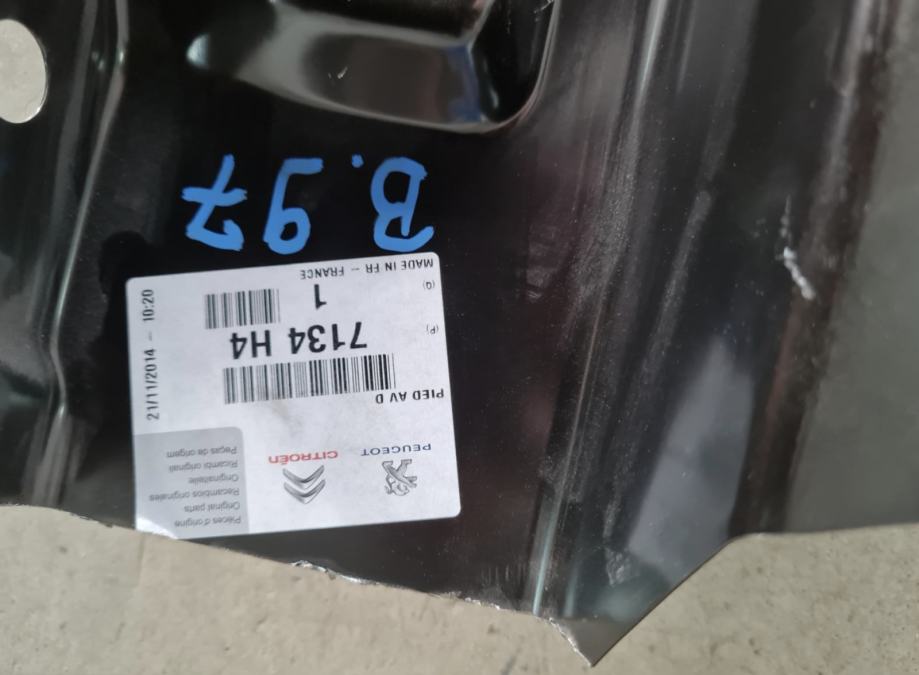 PEUGEOT
CITROËN
Pièces d'origine
Original parts
Recambios originales
Originalteile
Ricambi originali
Peças de origem
PIED AV D
(P)
7134 H4
(Q)
1
MADE IN FR - FRANCE
21/11/2014 - 10:20
B.97